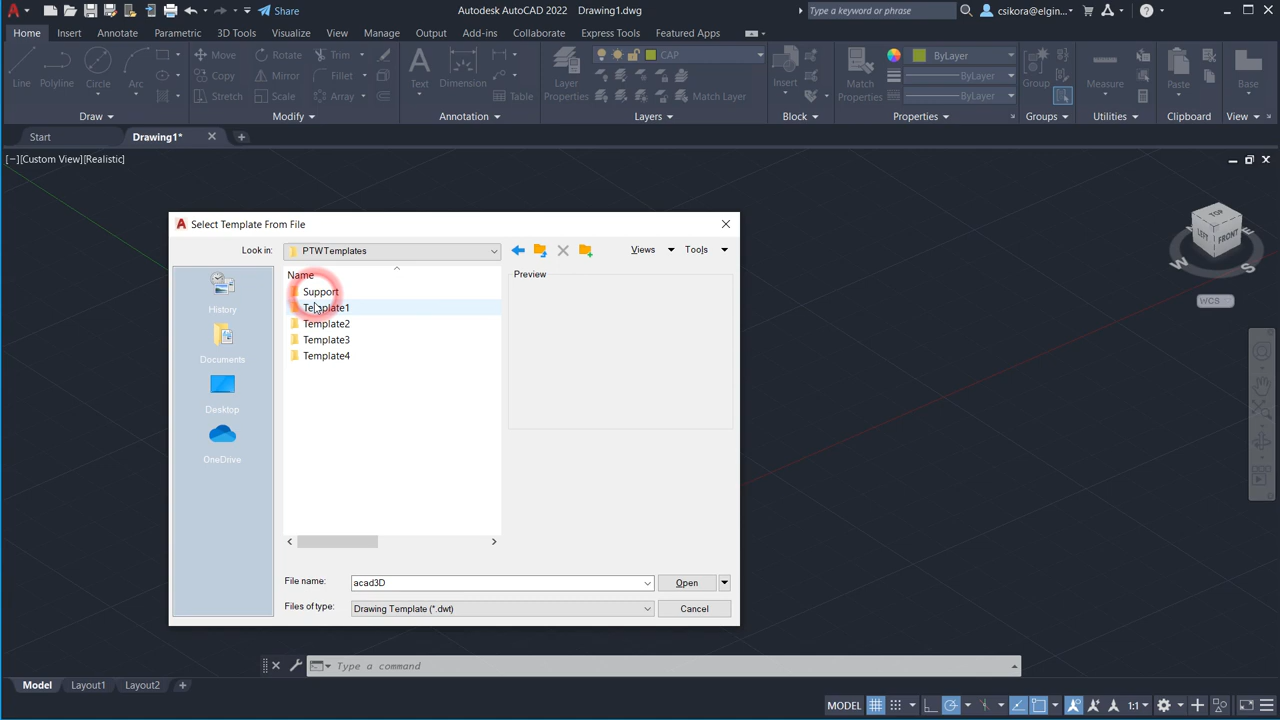 Share
Autodesk AutoCAD 2022 Drawing1.dwg
Type a keyword or phrase
csikora@elgin...
Home Insert Annotate Parametric 3D Tools Visualize View Manage Output Add-ins Collaborate Express Tools Featured Apps
Line Polyline Circle Arc
Move Rotate Trim
Copy Mirror Fillet
Stretch Scale Array
Text Dimension Table
Layer Properties
CAP
Match Layer
Insert
Match Properties
ByLayer
ByLayer
ByLayer
Group
Measure
Paste
Base
Draw Modify Annotation Layers Block Properties Groups Utilities Clipboard View
Start Drawing1*
[−][Custom View][Realistic]
TOP
LEFT FRONT
W S E
WCS
Select Template From File
Look in: PTWTemplates
Views Tools
Name
Preview
Support
Template1
Template2
Template3
Template4
History
Documents
Desktop
OneDrive
File name: acad3D
Open
Files of type: Drawing Template (*.dwt)
Cancel
Type a command
Model Layout1 Layout2
MODEL 1:1